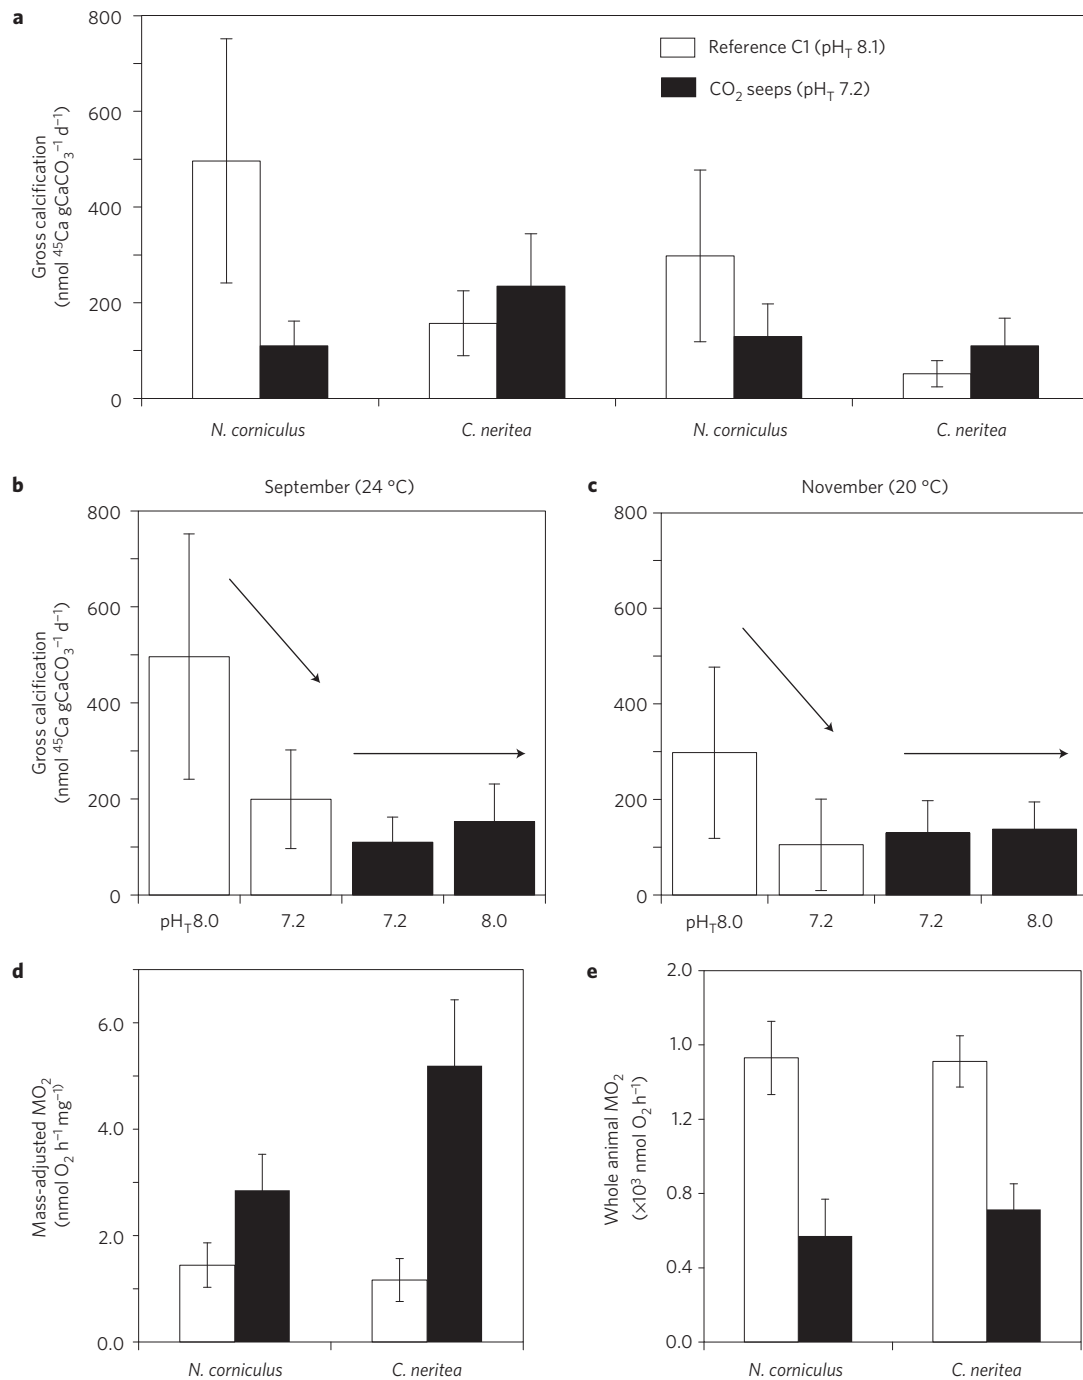 a
800
600
400
200
0
Gross calcification
(nmol ⁴⁵Ca gCaCO₃⁻¹ d⁻¹)
Reference C1 (pH_T 8.1)
CO₂ seeps (pH_T 7.2)
N. corniculus
C. neritea
N. corniculus
C. neritea
b
September (24 °C)
800
600
400
200
0
Gross calcification
(nmol ⁴⁵Ca gCaCO₃⁻¹ d⁻¹)
pH_T 8.0
7.2
7.2
8.0
c
November (20 °C)
800
600
400
200
0
pH_T 8.0
7.2
7.2
8.0
d
6.0
4.0
2.0
0.0
Mass-adjusted MO₂
(nmol O₂ h⁻¹ mg⁻¹)
N. corniculus
C. neritea
e
2.0
1.0
1.2
0.8
0.4
0.0
Whole animal MO₂
(×10³ nmol O₂ h⁻¹)
N. corniculus
C. neritea